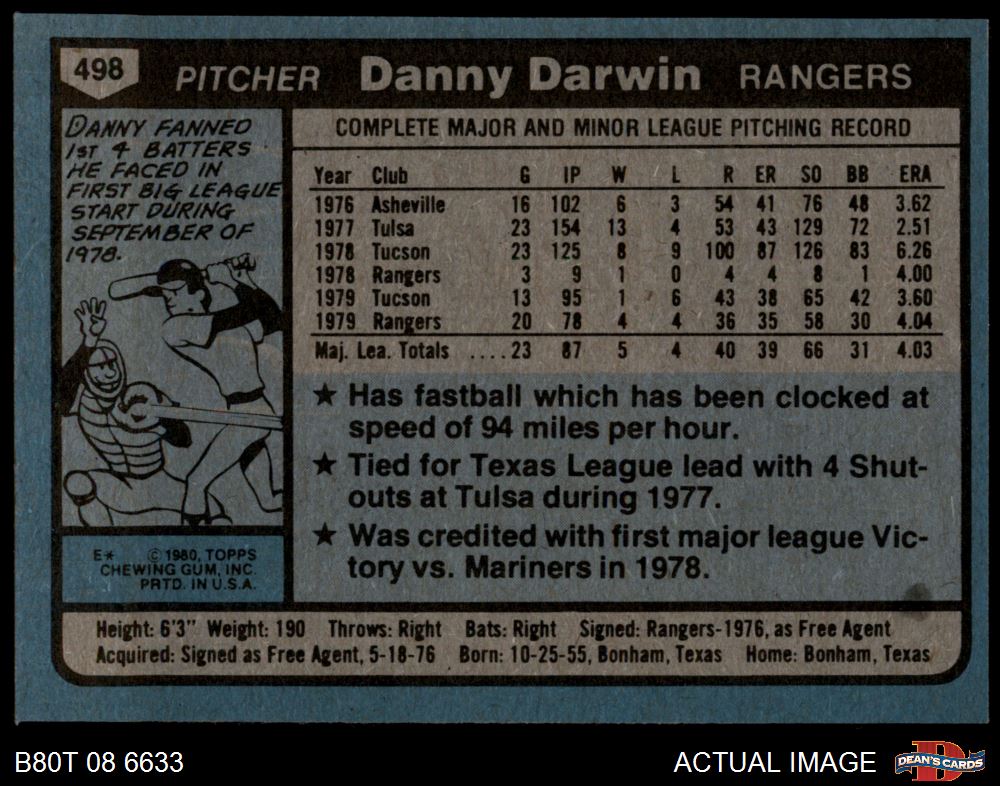 498 PITCHER Danny Darwin RANGERS
DANNY FANNED
1ST 4 BATTERS
HE FACED IN
FIRST BIG LEAGUE
START DURING
SEPTEMBER OF
1978.
COMPLETE MAJOR AND MINOR LEAGUE PITCHING RECORD
Year Club G IP W L R ER SO BB ERA
1976 Asheville 16 102 6 3 54 41 76 48 3.62
1977 Tulsa 23 154 13 4 53 43 129 72 2.51
1978 Tucson 23 125 8 9 100 87 126 83 6.26
1978 Rangers 3 9 1 0 4 4 8 1 4.00
1979 Tucson 13 95 1 6 43 38 65 42 3.60
1979 Rangers 20 78 4 4 36 35 58 30 4.04
Maj. Lea. Totals ....23 87 5 4 40 39 66 31 4.03
★ Has fastball which has been clocked at
speed of 94 miles per hour.
★ Tied for Texas League lead with 4 Shut-
outs at Tulsa during 1977.
★ Was credited with first major league Vic-
tory vs. Mariners in 1978.
E* © 1980, TOPPS
CHEWING GUM, INC.
PRTD. IN U.S.A.
Height: 6'3" Weight: 190 Throws: Right Bats: Right Signed: Rangers-1976, as Free Agent
Acquired: Signed as Free Agent, 5-18-76 Born: 10-25-55, Bonham, Texas Home: Bonham, Texas
B80T 08 6633 ACTUAL IMAGE DEAN'S CARDS